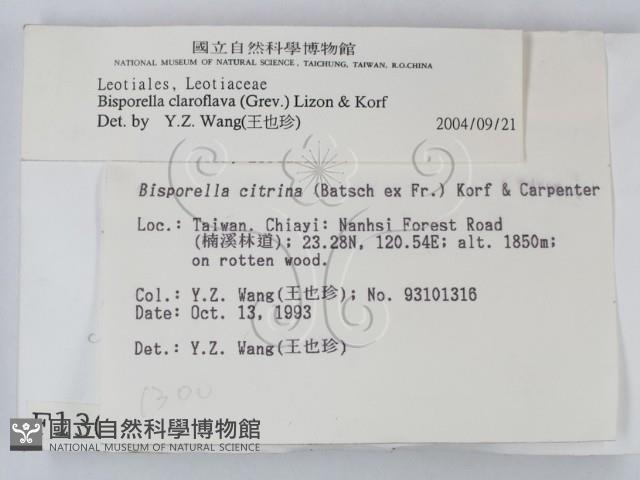 國立自然科學博物館
NATIONAL MUSEUM OF NATURAL SCIENCE, TAICHUNG, TAIWAN, R.O.CHINA
Leotiales, Leotiaceae
Bisporella claroflava (Grev.) Lizon & Korf
Det. by Y.Z. Wang(王也珍) 2004/09/21
Bisporella citrina (Batsch ex Fr.) Korf & Carpenter
Loc.: Taiwan. Chiayi: Nanhsi Forest Road
(楠溪林道); 23.28N, 120.54E; alt. 1850m;
on rotten wood.
Col.: Y.Z. Wang(王也珍); No. 93101316
Date: Oct. 13, 1993
Det.: Y.Z. Wang(王也珍)
1300
國立自然科學博物館
NATIONAL MUSEUM OF NATURAL SCIENCE